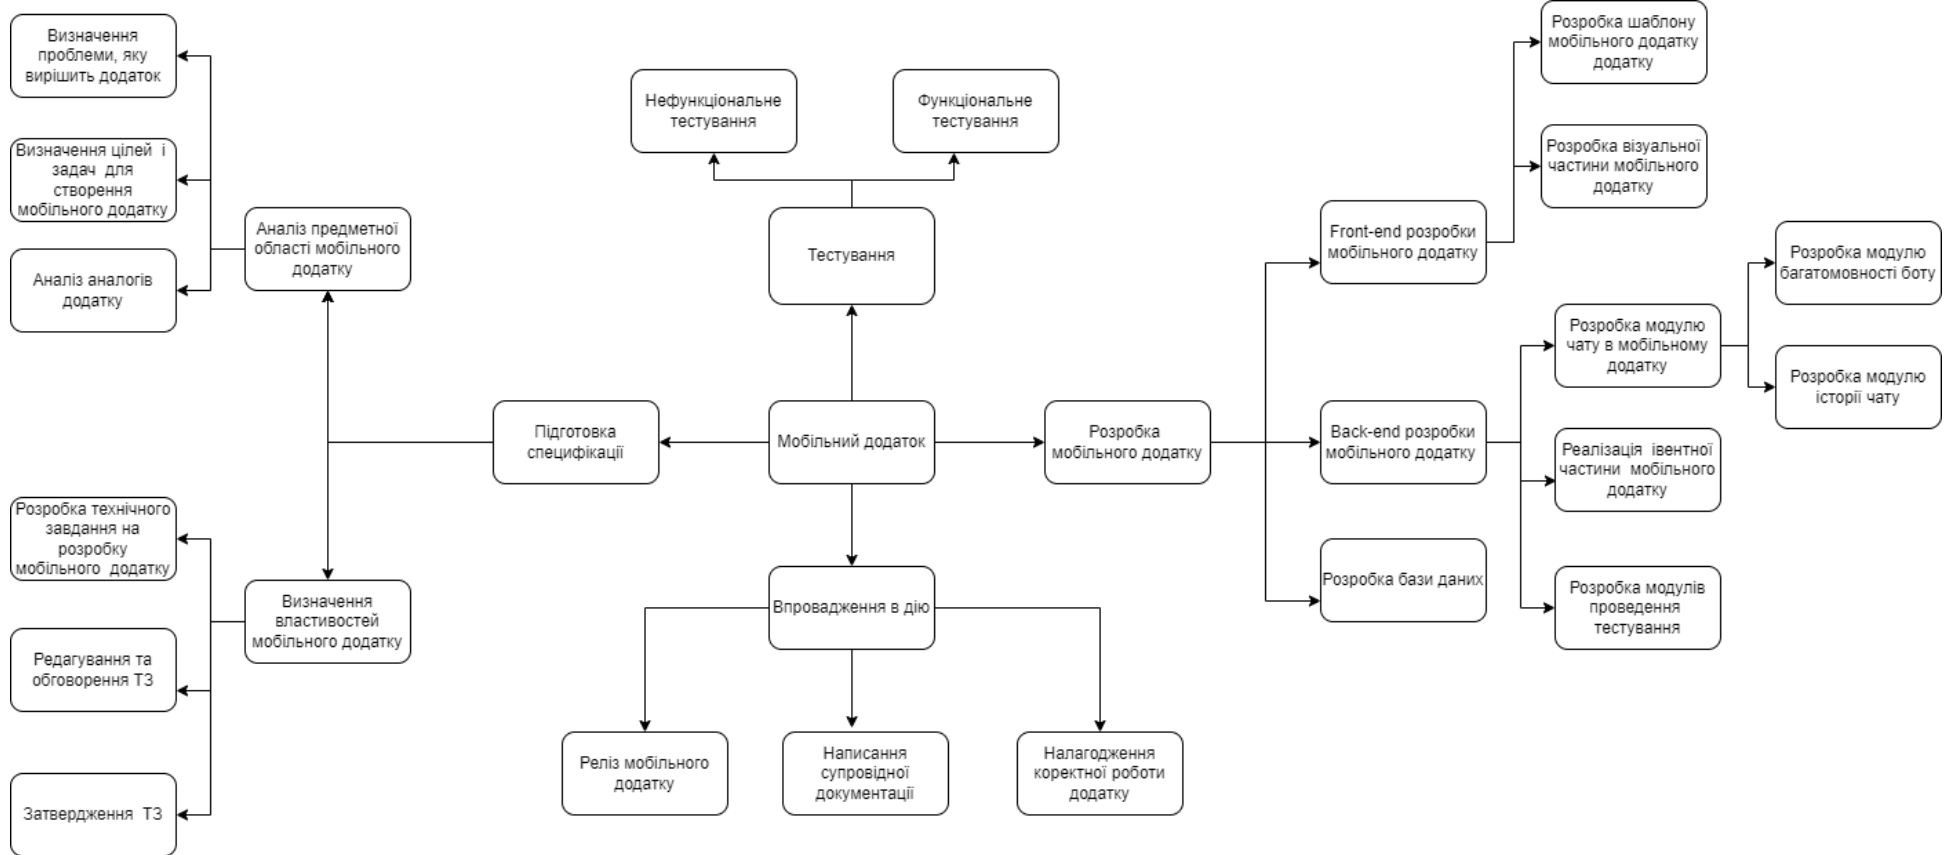 Визначення
проблеми, яку
вирішить додаток
Визначення цілей і
задач для
створення
мобільного додатку
Аналіз аналогів
додатку
Аналіз предметної
області мобільного
додатку
Розробка технічного
завдання на
розробку
мобільного додатку
Редагування та
обговорення ТЗ
Затвердження ТЗ
Визначення
властивостей
мобільного додатку
Підготовка
специфікації
Нефункціональне
тестування
Функціональне
тестування
Тестування
Мобільний додаток
Впровадження в дію
Реліз мобільного
додатку
Написання
супровідної
документації
Налагодження
коректної роботи
додатку
Розробка
мобільного додатку
Front-end розробки
мобільного додатку
Back-end розробки
мобільного додатку
Розробка бази даних
Розробка шаблону
мобільного додатку
додатку
Розробка візуальної
частини мобільного
додатку
Розробка модулю
чату в мобільному
додатку
Реалізація івентної
частини мобільного
додатку
Розробка модулів
проведення
тестування
Розробка модулю
багатомовності боту
Розробка модулю
історії чату